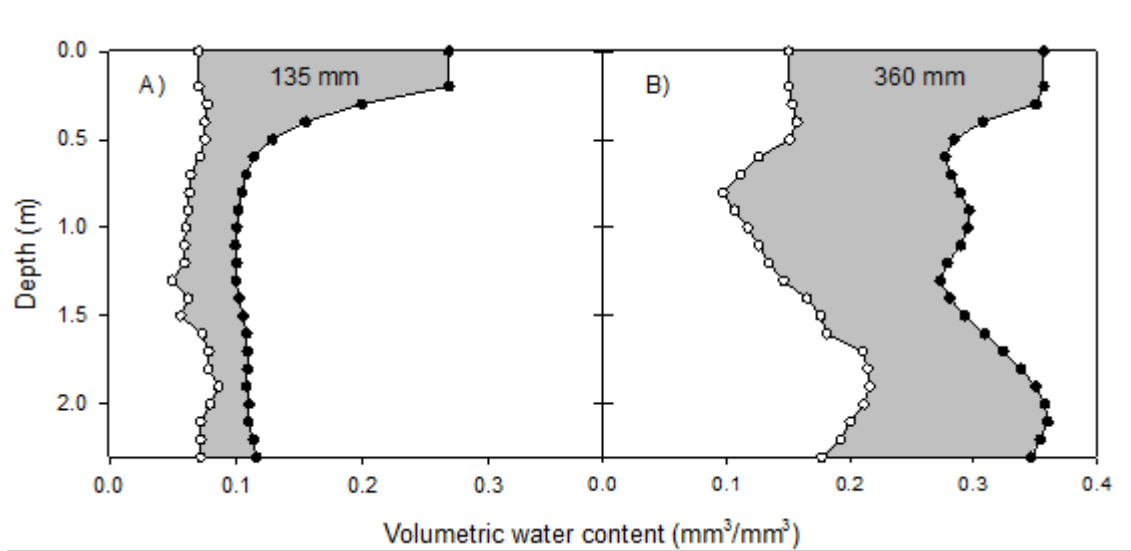 A) 135 mm
B) 360 mm
0.0
0.5
1.0
1.5
2.0
Depth (m)
0.0 0.1 0.2 0.3 0.0 0.1 0.2 0.3 0.4
Volumetric water content (mm³/mm³)